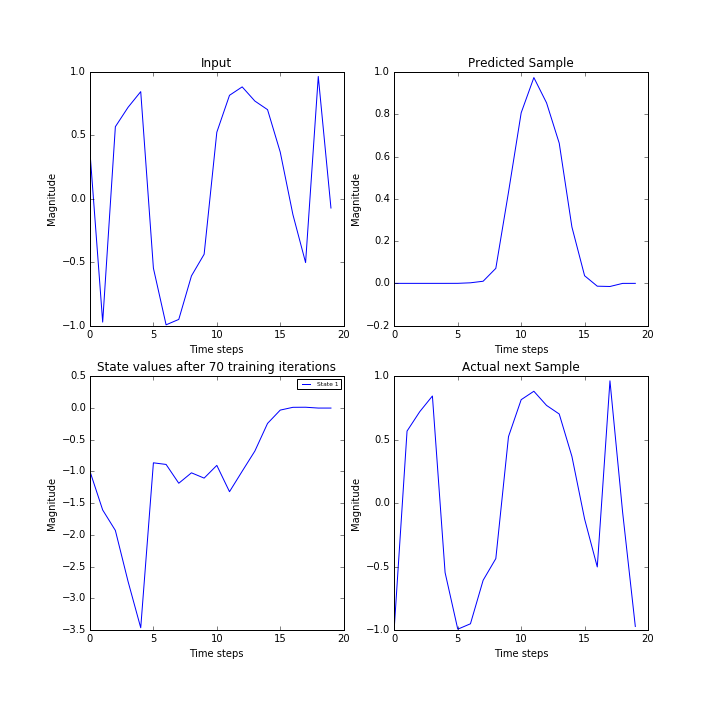 Input
Magnitude
1.0
0.5
0.0
−0.5
−1.0
0 5 10 15 20
Time steps
Predicted Sample
Magnitude
1.0
0.8
0.6
0.4
0.2
0.0
−0.2
0 5 10 15 20
Time steps
State values after 70 training iterations
Magnitude
0.5
0.0
−0.5
−1.0
−1.5
−2.0
−2.5
−3.0
−3.5
State 1
0 5 10 15 20
Time steps
Actual next Sample
Magnitude
1.0
0.5
0.0
−0.5
−1.0
0 5 10 15 20
Time steps